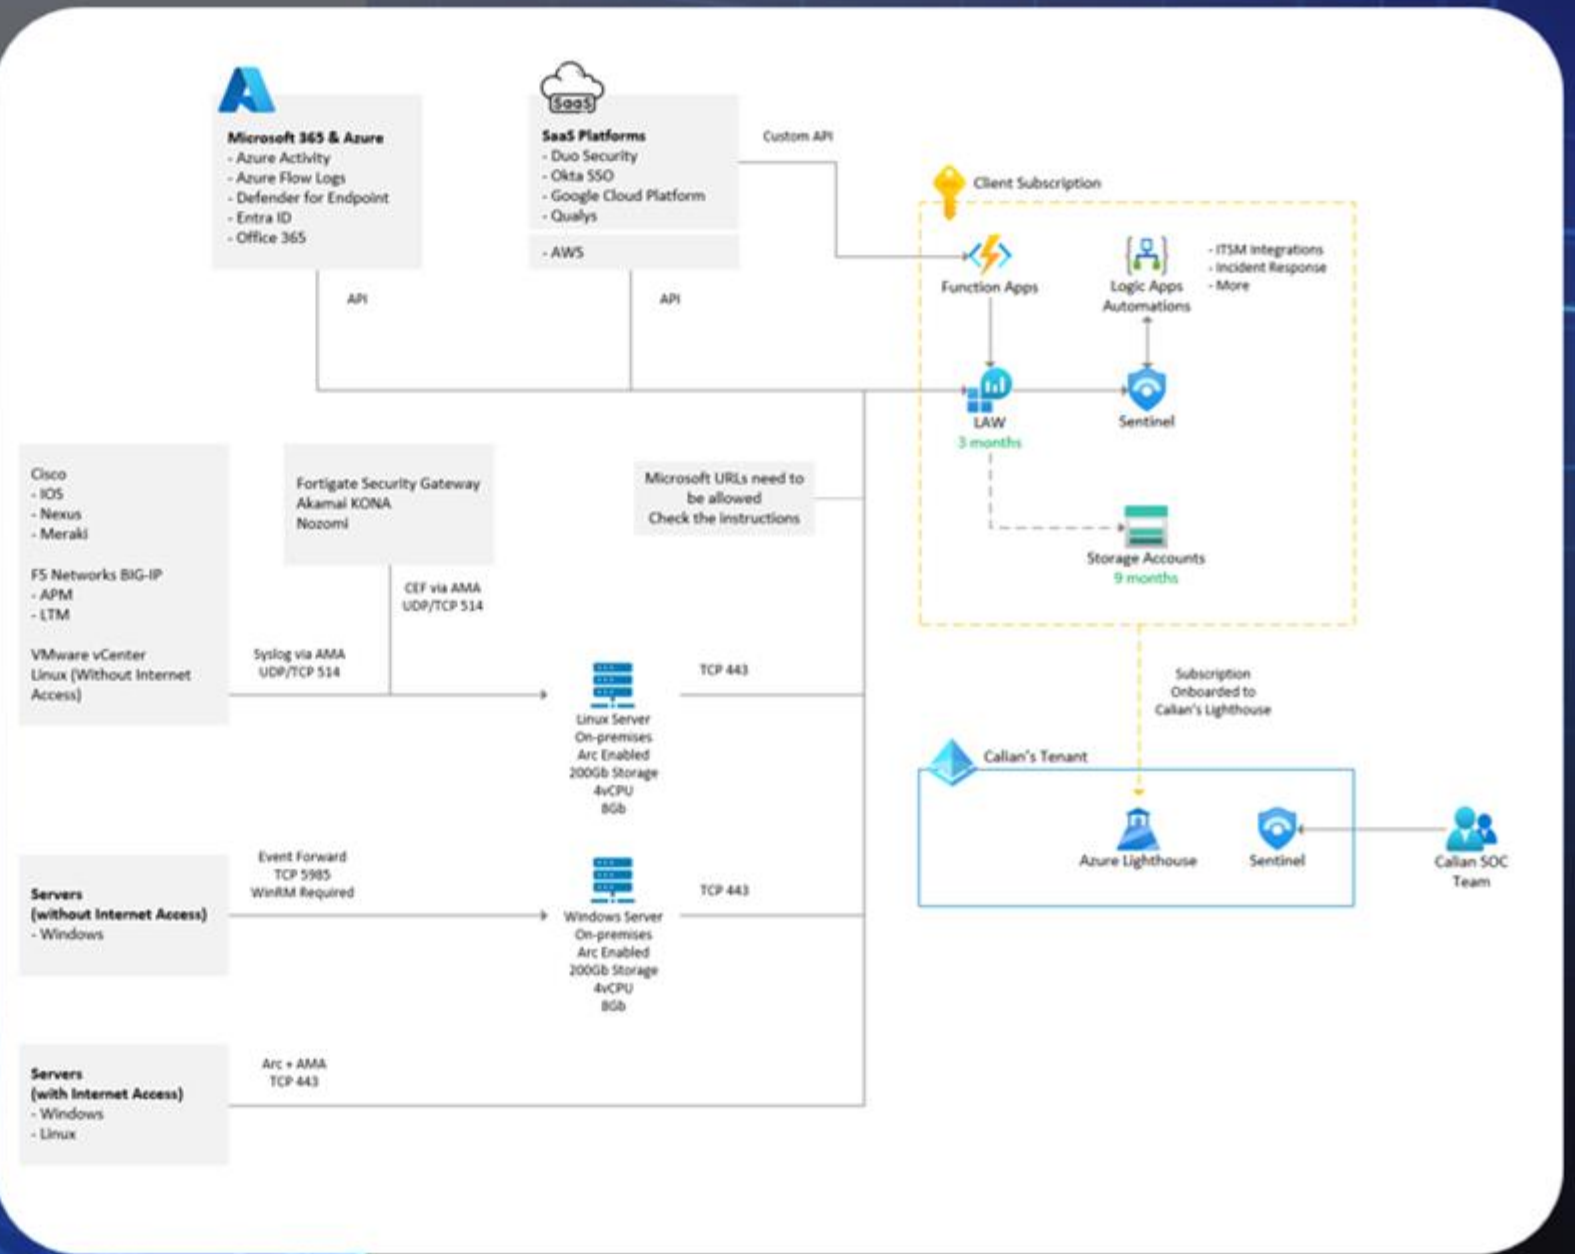 Microsoft 365 & Azure
- Azure Activity
- Azure Flow Logs
- Defender for Endpoint
- Entra ID
- Office 365
SaaS
SaaS Platforms
- Duo Security
- Okta SSO
- Google Cloud Platform
- Qualys
- AWS
Custom API
API
API
Client Subscription
Function Apps
Logic Apps
Automations
- ITSM Integrations
- Incident Response
- More
LAW
3 months
Sentinel
Storage Accounts
9 months
Cisco
- IOS
- Nexus
- Meraki
F5 Networks BIG-IP
- APM
- LTM
VMware vCenter
Linux (Without Internet
Access)
Fortigate Security Gateway
Akamai KONA
Nozomi
Microsoft URLs need to
be allowed
Check the instructions
CEF via AMA
UDP/TCP 514
Syslog via AMA
UDP/TCP 514
Linux Server
On-premises
Arc Enabled
200Gb Storage
4vCPU
8Gb
TCP 443
Subscription
Onboarded to
Calian's Lighthouse
Calian's Tenant
Azure Lighthouse
Sentinel
Calian SOC
Team
Servers
(without Internet Access)
- Windows
Event Forward
TCP 5985
WinRM Required
Windows Server
On-premises
Arc Enabled
200Gb Storage
4vCPU
8Gb
TCP 443
Servers
(with Internet Access)
- Windows
- Linux
Arc + AMA
TCP 443